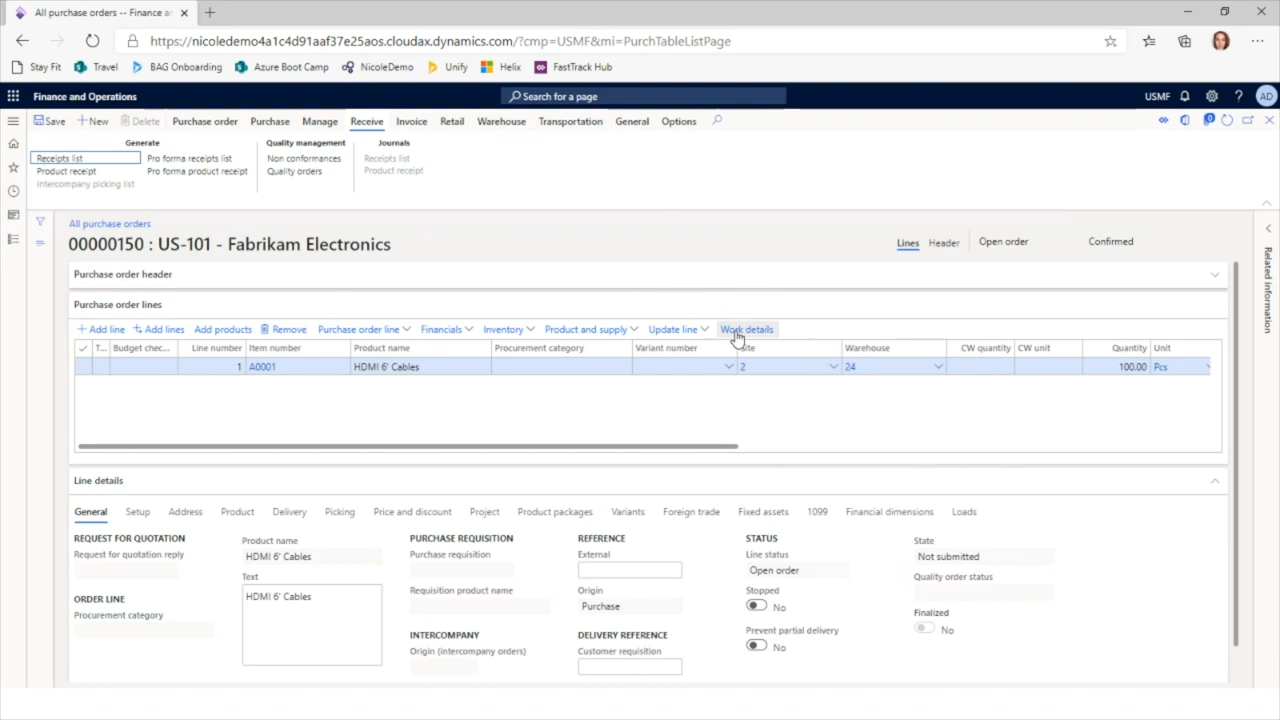 All purchase orders -- Finance a
https://nicoledemo4a1c4d91aaf37e25aos.cloudax.dynamics.com/?cmp=USMF&mi=PurchTableListPage
Stay Fit Travel BAG Onboarding Azure Boot Camp NicoleDemo Unify Helix FastTrack Hub
Finance and Operations Search for a page USMF ? AD
Save New Delete Purchase order Purchase Manage Receive Invoice Retail Warehouse Transportation General Options 0
Generate Quality management Journals
Receipts list Pro forma receipts list Non conformances Receipts list
Product receipt Pro forma product receipt Quality orders Product receipt
Intercompany picking list
All purchase orders
00000150 : US-101 - Fabrikam Electronics Lines Header Open order Confirmed
Related information
Purchase order header
Purchase order lines
Add line Add lines Add products Remove Purchase order line Financials Inventory Product and supply Update line Work details
T... Budget chec... Line number Item number Product name Procurement category Variant number Site Warehouse CW quantity CW unit Quantity Unit
1 A0001 HDMI 6' Cables 2 24 100.00 Pcs
Line details
General Setup Address Product Delivery Picking Price and discount Project Product packages Variants Foreign trade Fixed assets 1099 Financial dimensions Loads
REQUEST FOR QUOTATION
Request for quotation reply
ORDER LINE
Procurement category
Product name
HDMI 6' Cables
Text
HDMI 6' Cables
PURCHASE REQUISITION
Purchase requisition
Requisition product name
INTERCOMPANY
Origin (intercompany orders)
REFERENCE
External
Origin
Purchase
DELIVERY REFERENCE
Customer requisition
STATUS
Line status
Open order
Stopped
No
Prevent partial delivery
No
State
Not submitted
Quality order status
Finalized
No